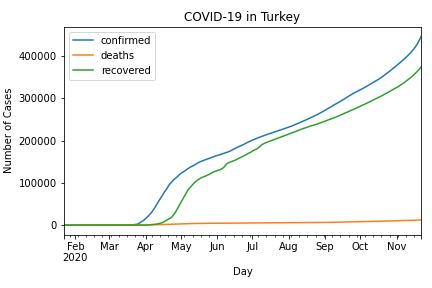 COVID-19 in Turkey
confirmed
deaths
recovered
Number of Cases
400000
300000
200000
100000
0
Feb Mar Apr May Jun Jul Aug Sep Oct Nov
2020
Day